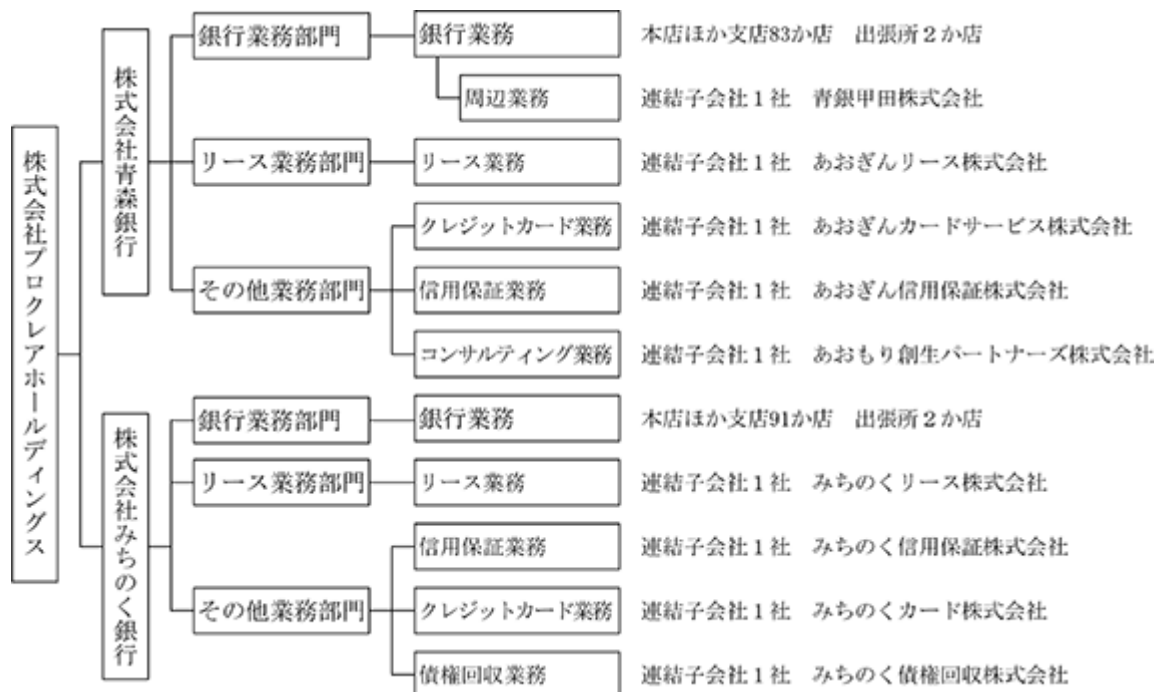 株式会社プロクレアホールディングス
株式会社青森銀行
銀行業務部門
銀行業務
本店ほか支店83か店 出張所2か店
周辺業務
連結子会社1社 青銀甲田株式会社
リース業務部門
リース業務
連結子会社1社 あおぎんリース株式会社
その他業務部門
クレジットカード業務
連結子会社1社 あおぎんカードサービス株式会社
信用保証業務
連結子会社1社 あおぎん信用保証株式会社
コンサルティング業務
連結子会社1社 あおもり創生パートナーズ株式会社
株式会社みちのく銀行
銀行業務部門
銀行業務
本店ほか支店91か店 出張所2か店
リース業務部門
リース業務
連結子会社1社 みちのくリース株式会社
その他業務部門
信用保証業務
連結子会社1社 みちのく信用保証株式会社
クレジットカード業務
連結子会社1社 みちのくカード株式会社
債権回収業務
連結子会社1社 みちのく債権回収株式会社